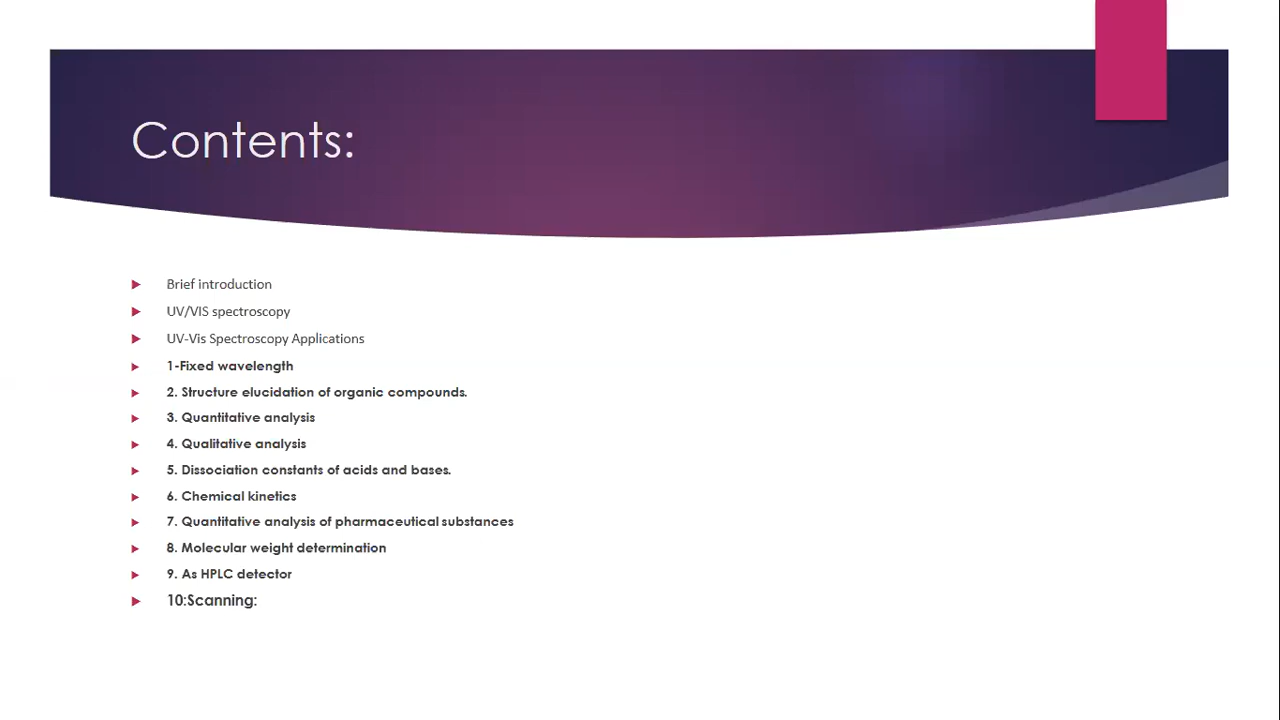 Contents:
Brief introduction
UV/VIS spectroscopy
UV-Vis Spectroscopy Applications
1-Fixed wavelength
2. Structure elucidation of organic compounds.
3. Quantitative analysis
4. Qualitative analysis
5. Dissociation constants of acids and bases.
6. Chemical kinetics
7. Quantitative analysis of pharmaceutical substances
8. Molecular weight determination
9. As HPLC detector
10:Scanning: